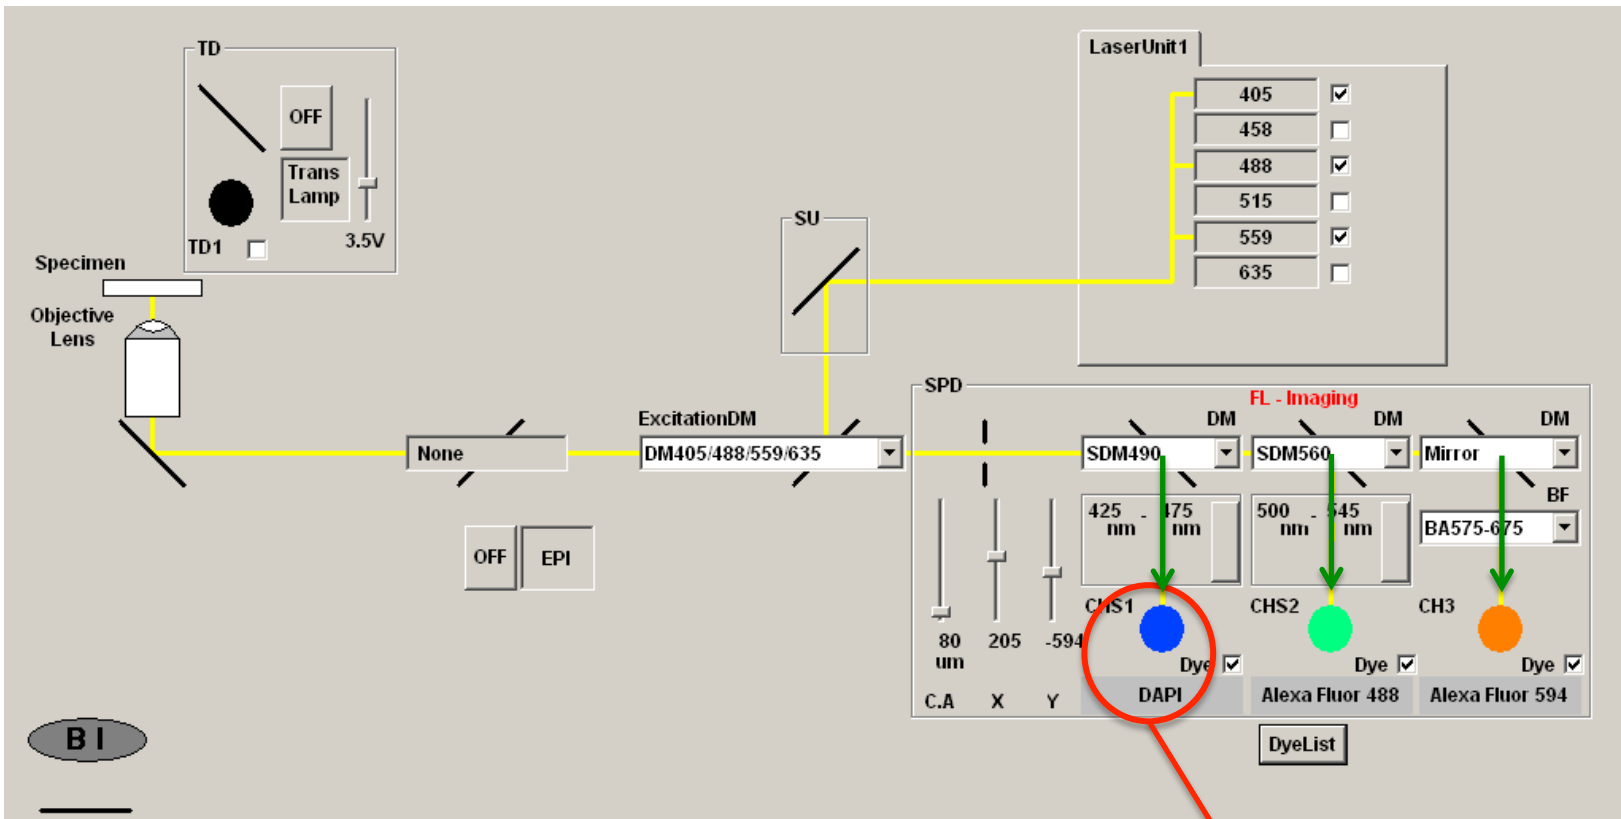 TD
OFF
Trans
Lamp
TD1
3.5V
Specimen
Objective
Lens
LaserUnit1
405
458
488
515
559
635
SU
None
ExcitationDM
DM405/488/559/635
OFF
EPI
SPD
FL - Imaging
DM
DM
DM
SDM490
SDM560
Mirror
BF
425 - 475
nm nm
500 - 545
nm nm
BA575-675
CHS1
CHS2
CH3
80
um
205
-594
C.A
X
Y
Dye
Dye
Dye
DAPI
Alexa Fluor 488
Alexa Fluor 594
DyeList
B I